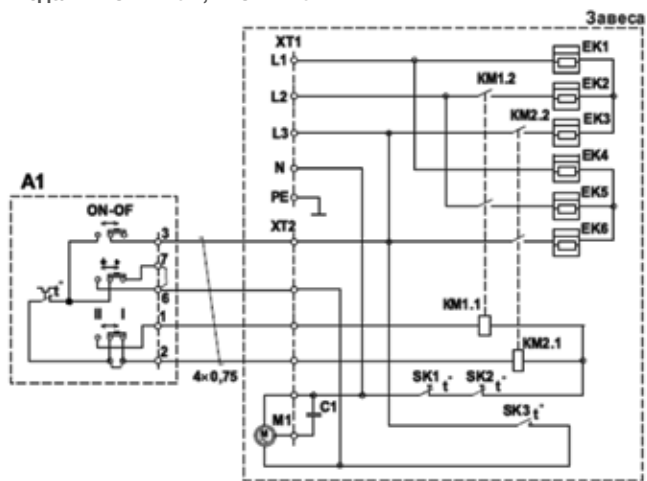 Завеса
XT1
L1
EK1
KM1.2
L2
EK2
KM2.2
L3
EK3
N
EK4
A1
PE
EK5
ON-OF
XT2
3
EK6
7
t°
6
II I
1
KM1.1
2
KM2.1
4×0,75
SK1 t° SK2 t°
M1
C1
SK3 t°
M